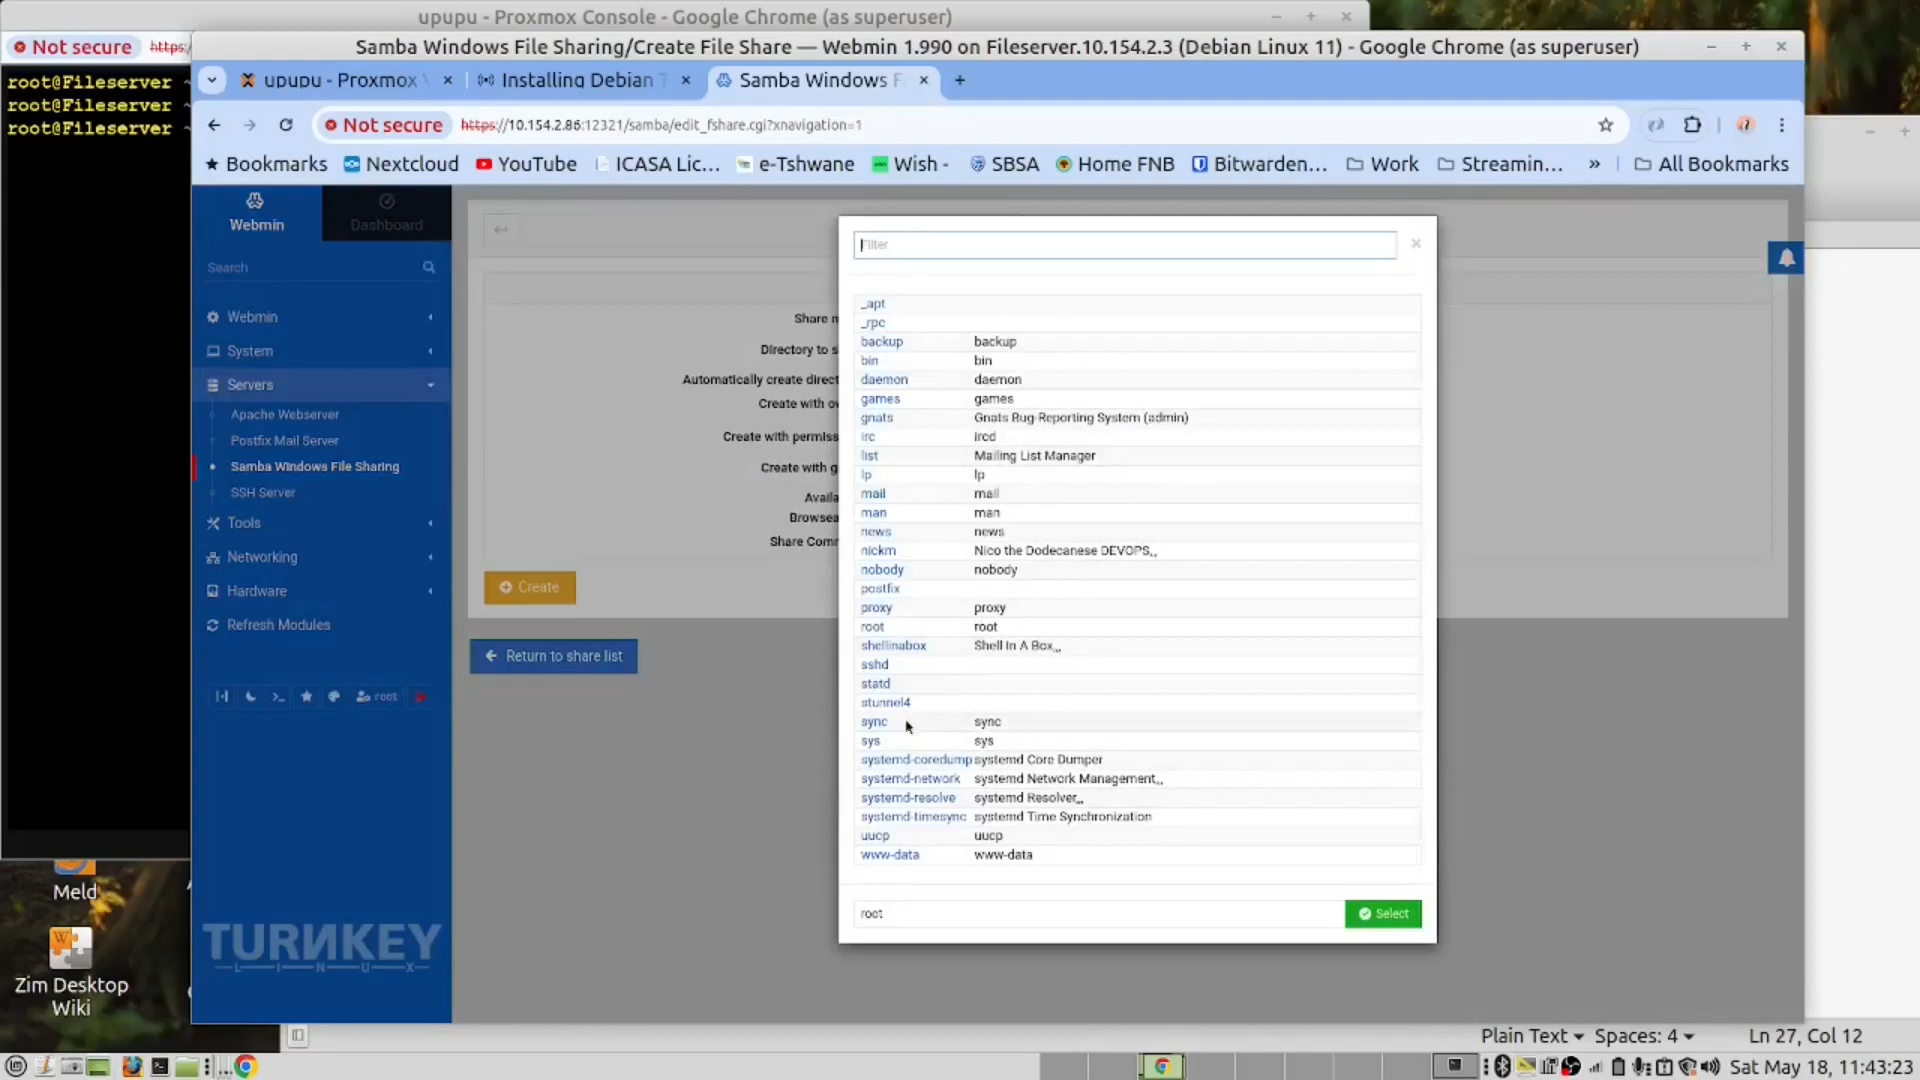 upupu - Proxmox Console - Google Chrome (as superuser)
Not secure https:/
root@Fileserver ~
root@Fileserver ~
root@Fileserver ~
Samba Windows File Sharing/Create File Share — Webmin 1.990 on Fileserver.10.154.2.3 (Debian Linux 11) - Google Chrome (as superuser)
upupu - Proxmox
Installing Debian
Samba Windows F
Not secure https://10.154.2.86:12321/samba/edit_fshare.cgi?xnavigation=1
Bookmarks Nextcloud YouTube ICASA Lic... e-Tshwane Wish - SBSA Home FNB Bitwarden... Work Streamin... » All Bookmarks
Webmin
Dashboard
Search
Webmin
System
Servers
Apache Webserver
Postfix Mail Server
Samba Windows File Sharing
SSH Server
Tools
Networking
Hardware
Refresh Modules
root
TURNKEY
LINUX
Share n
Directory to s
Automatically create direct
Create with ow
Create with permiss
Create with g
Availa
Browsea
Share Comr
Create
Return to share list
Filter
_apt
_rpc
backup backup
bin bin
daemon daemon
games games
gnats Gnats Bug-Reporting System (admin)
irc ircd
list Mailing List Manager
lp lp
mail mail
man man
news news
nickm Nico the Dodecanese DEVOPS,,
nobody nobody
postfix
proxy proxy
root root
shellinabox Shell In A Box,,,
sshd
statd
stunnel4
sync sync
sys sys
systemd-coredump systemd Core Dumper
systemd-network systemd Network Management,,,
systemd-resolve systemd Resolver,,,
systemd-timesync systemd Time Synchronization
uucp uucp
www-data www-data
root
Select
Meld
Zim Desktop
Wiki
Plain Text Spaces: 4 Ln 27, Col 12
Sat May 18, 11:43:23